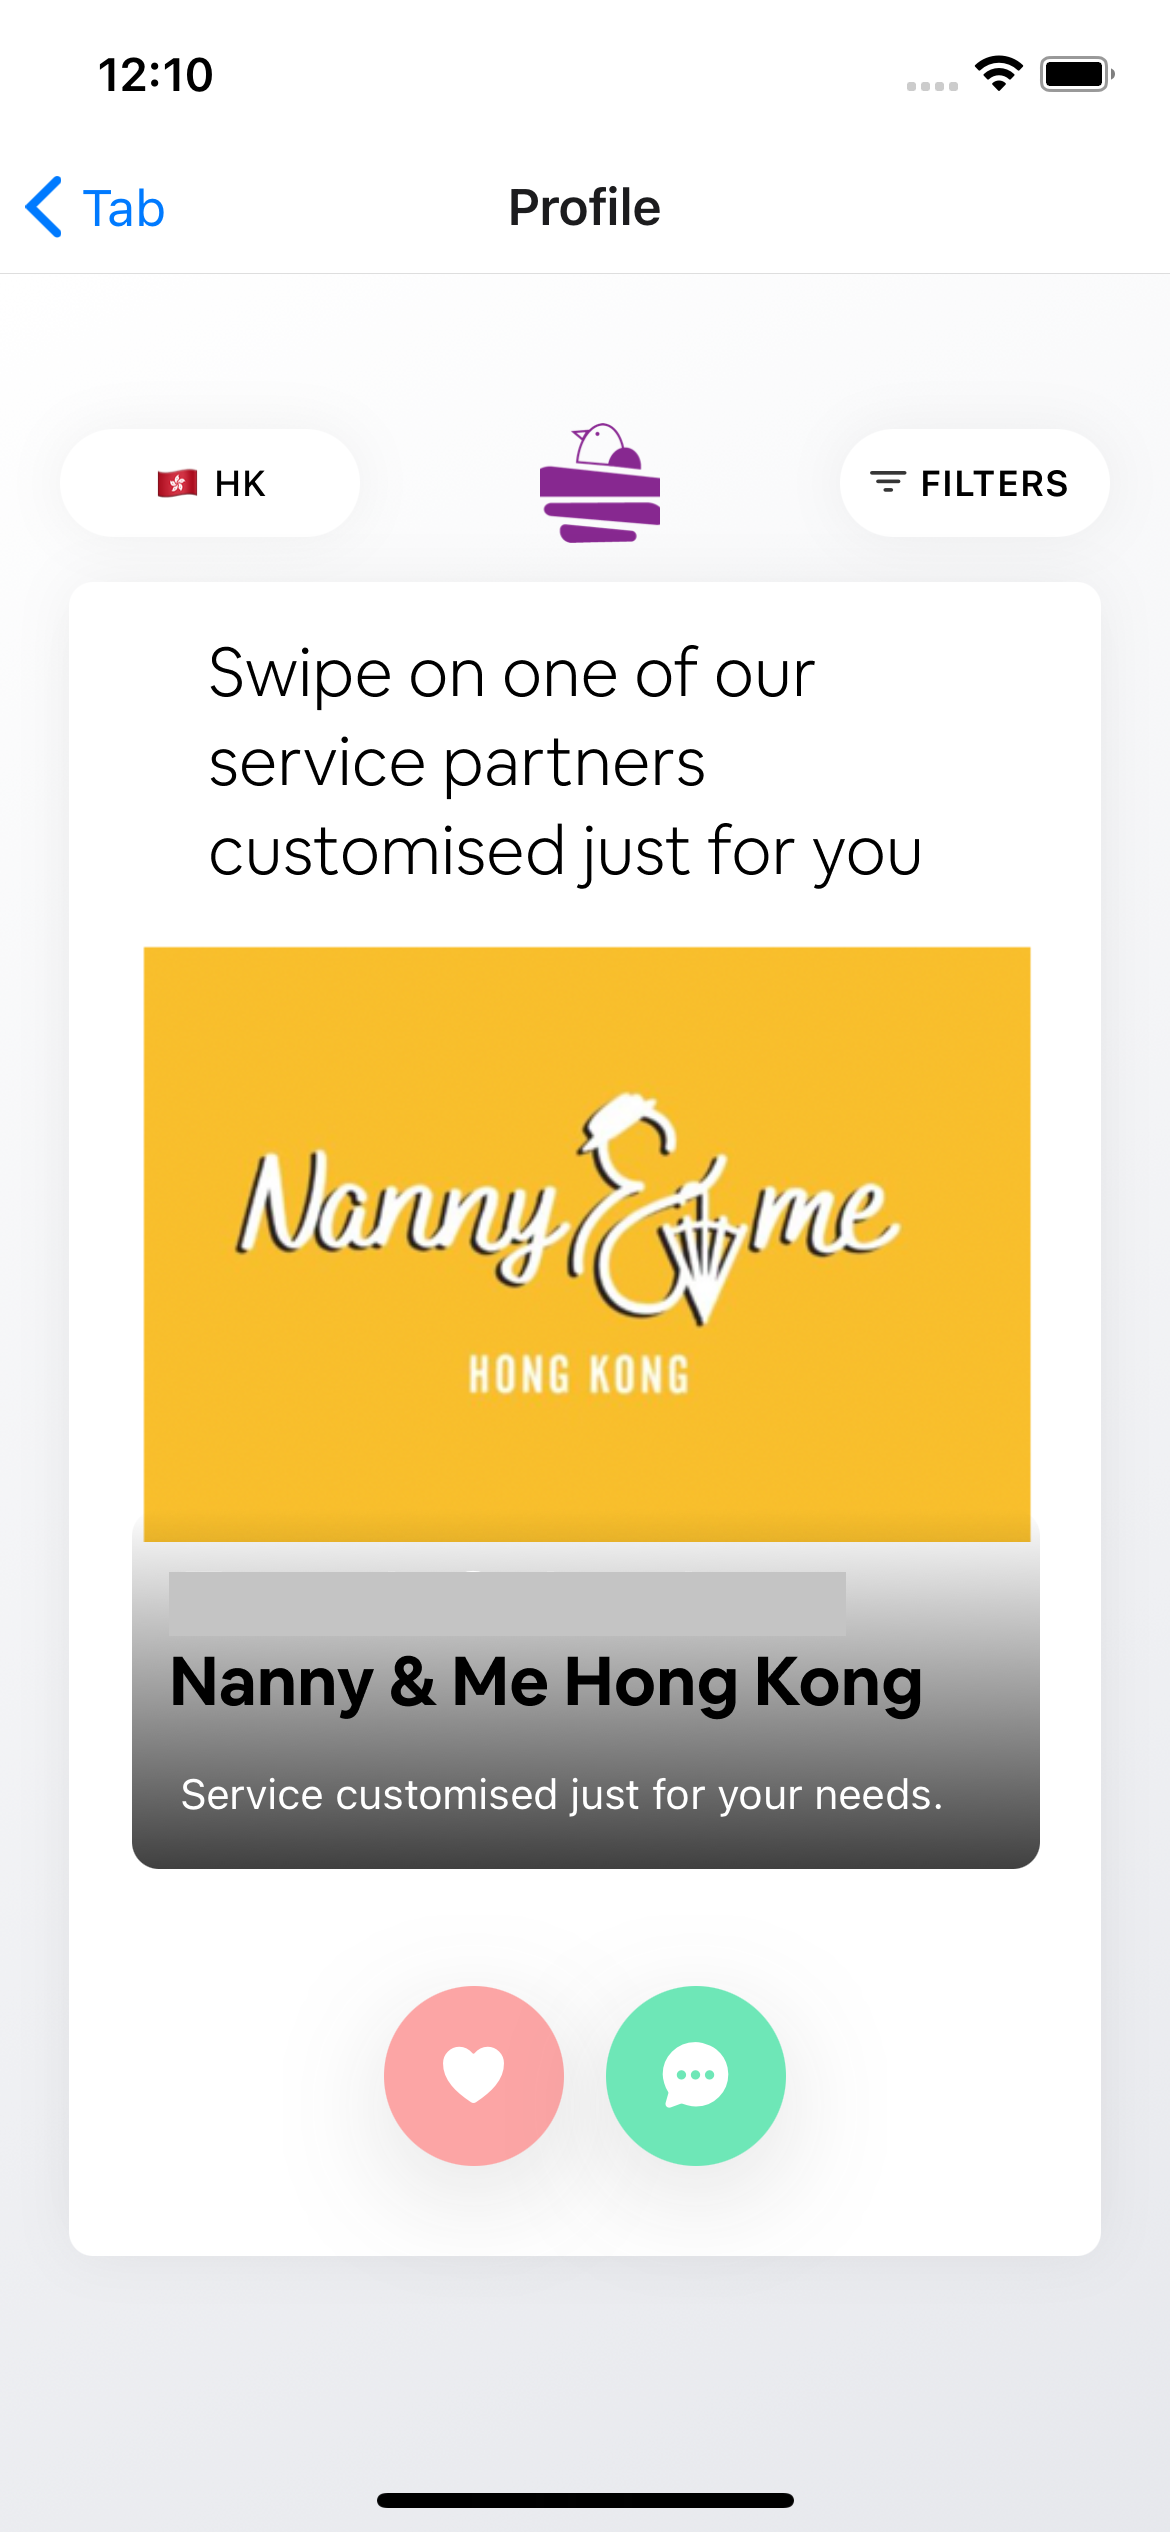 12:10
Tab
Profile
HK
FILTERS
Swipe on one of our
service partners
customised just for you
Nanny & me
HONG KONG
Nanny & Me Hong Kong
Service customised just for your needs.